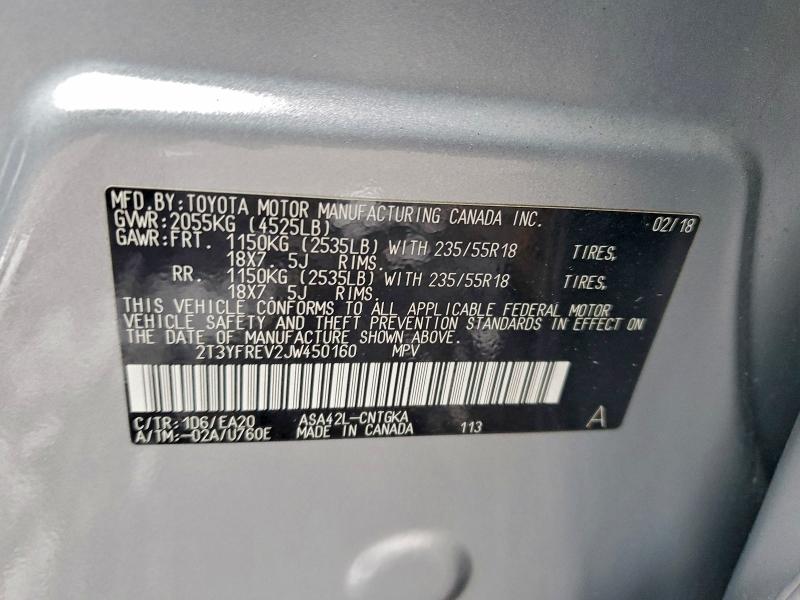 MFD.BY:TOYOTA MOTOR MANUFACTURING CANADA INC. 02/18
GVWR:2055KG (4525LB)
GAWR:FRT. 1150KG (2535LB) WITH 235/55R18 TIRES,
18X7. 5J RIMS.
RR. 1150KG (2535LB) WITH 235/55R18 TIRES,
18X7. 5J RIMS.
THIS VEHICLE CONFORMS TO ALL APPLICABLE FEDERAL MOTOR
VEHICLE SAFETY AND THEFT PREVENTION STANDARDS IN EFFECT ON
THE DATE OF MANUFACTURE SHOWN ABOVE.
2T3YFREV2JW450160 MPV
C/TR:1D6/EA20 ASA42L-CNTGKA
A/TM:-02A/U760E MADE IN CANADA 113 A